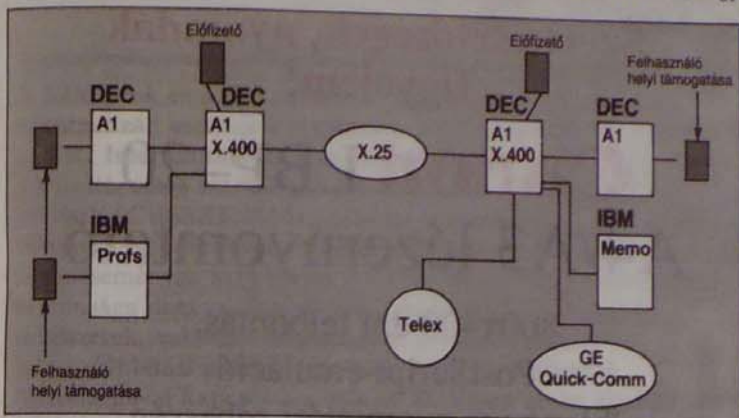 Előfizető
Előfizető
Felhasználó
helyi támogatása
DEC
DEC
DEC
DEC
A1
A1
X.400
X.25
A1
X.400
A1
IBM
IBM
Profs
Memo
Telex
GE
Quick-Comm
Felhasználó
helyi támogatása